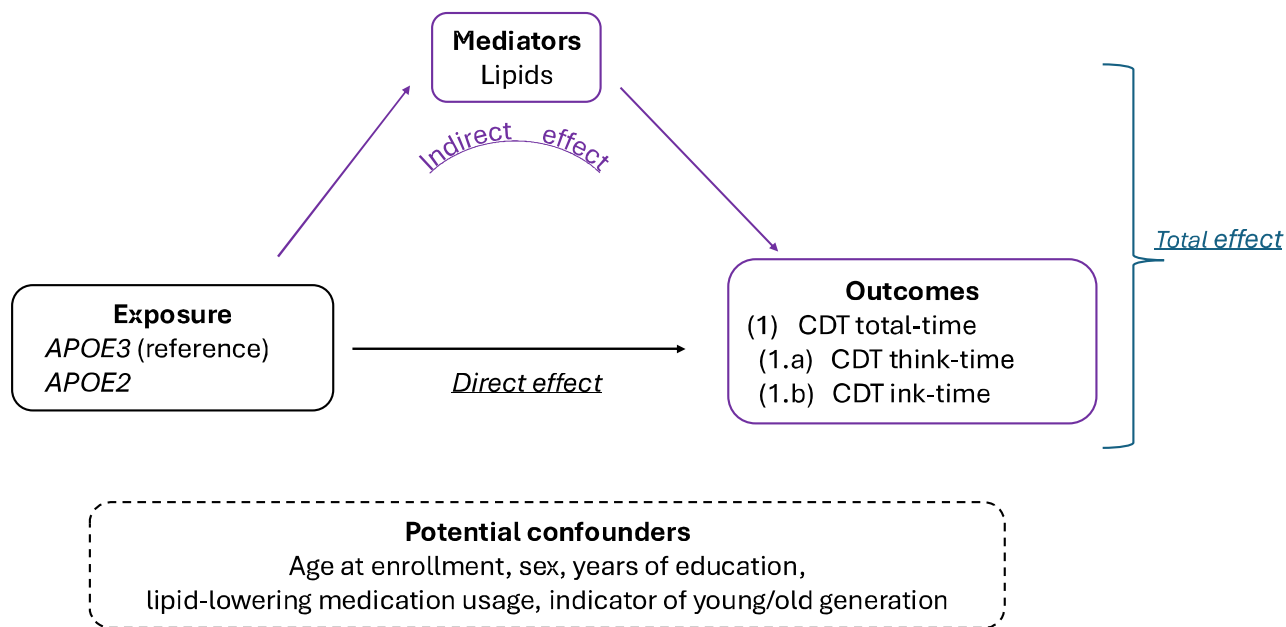 Mediators
Lipids
Indirect effect
Total effect
Exposure
APOE3 (reference)
APOE2
Direct effect
Outcomes
(1) CDT total-time
(1.a) CDT think-time
(1.b) CDT ink-time
Potential confounders
Age at enrollment, sex, years of education,
lipid-lowering medication usage, indicator of young/old generation